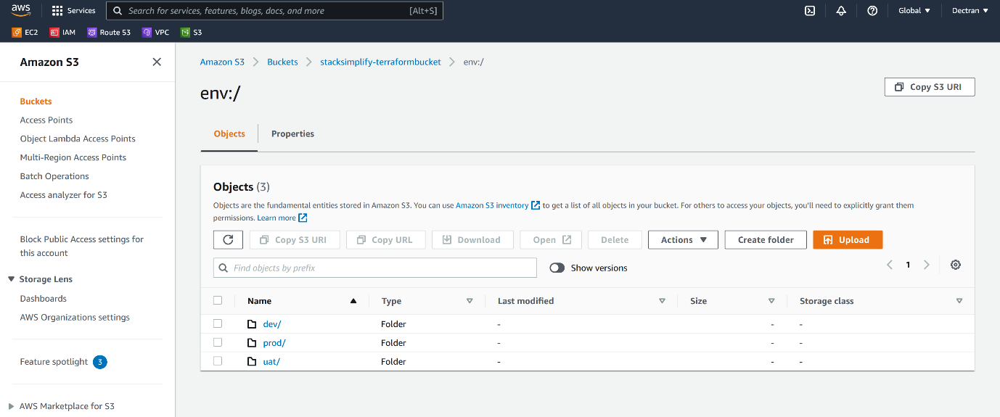 aws
Services
Search for services, features, blogs, docs, and more [Alt+S]
Global
Dectran
EC2
IAM
Route 53
VPC
S3
Amazon S3
Buckets
Access Points
Object Lambda Access Points
Multi-Region Access Points
Batch Operations
Access analyzer for S3
Block Public Access settings for
this account
Storage Lens
Dashboards
AWS Organizations settings
Feature spotlight 3
AWS Marketplace for S3
Amazon S3 > Buckets > stacksimplify-terraformbucket > env:/
env:/
Copy S3 URI
Objects
Properties
Objects (3)
Objects are the fundamental entities stored in Amazon S3. You can use Amazon S3 inventory to get a list of all objects in your bucket. For others to access your objects, you'll need to explicitly grant them
permissions. Learn more
Copy S3 URI
Copy URL
Download
Open
Delete
Actions
Create folder
Upload
Find objects by prefix
Show versions
1
Name Type Last modified Size Storage class
dev/ Folder - - -
prod/ Folder - - -
uat/ Folder - - -